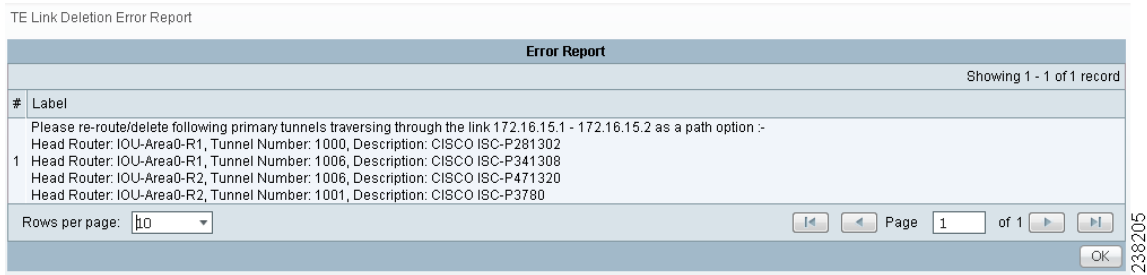 TE Link Deletion Error Report
Error Report
Showing 1 - 1 of 1 record
# Label
Please re-route/delete following primary tunnels traversing through the link 172.16.15.1 - 172.16.15.2 as a path option :-
Head Router: IOU-Area0-R1, Tunnel Number: 1000, Description: CISCO ISC-P281302
1 Head Router: IOU-Area0-R1, Tunnel Number: 1006, Description: CISCO ISC-P341308
Head Router: IOU-Area0-R2, Tunnel Number: 1006, Description: CISCO ISC-P471320
Head Router: IOU-Area0-R2, Tunnel Number: 1001, Description: CISCO ISC-P3780
Rows per page: 10 Page 1 of 1
OK
238205